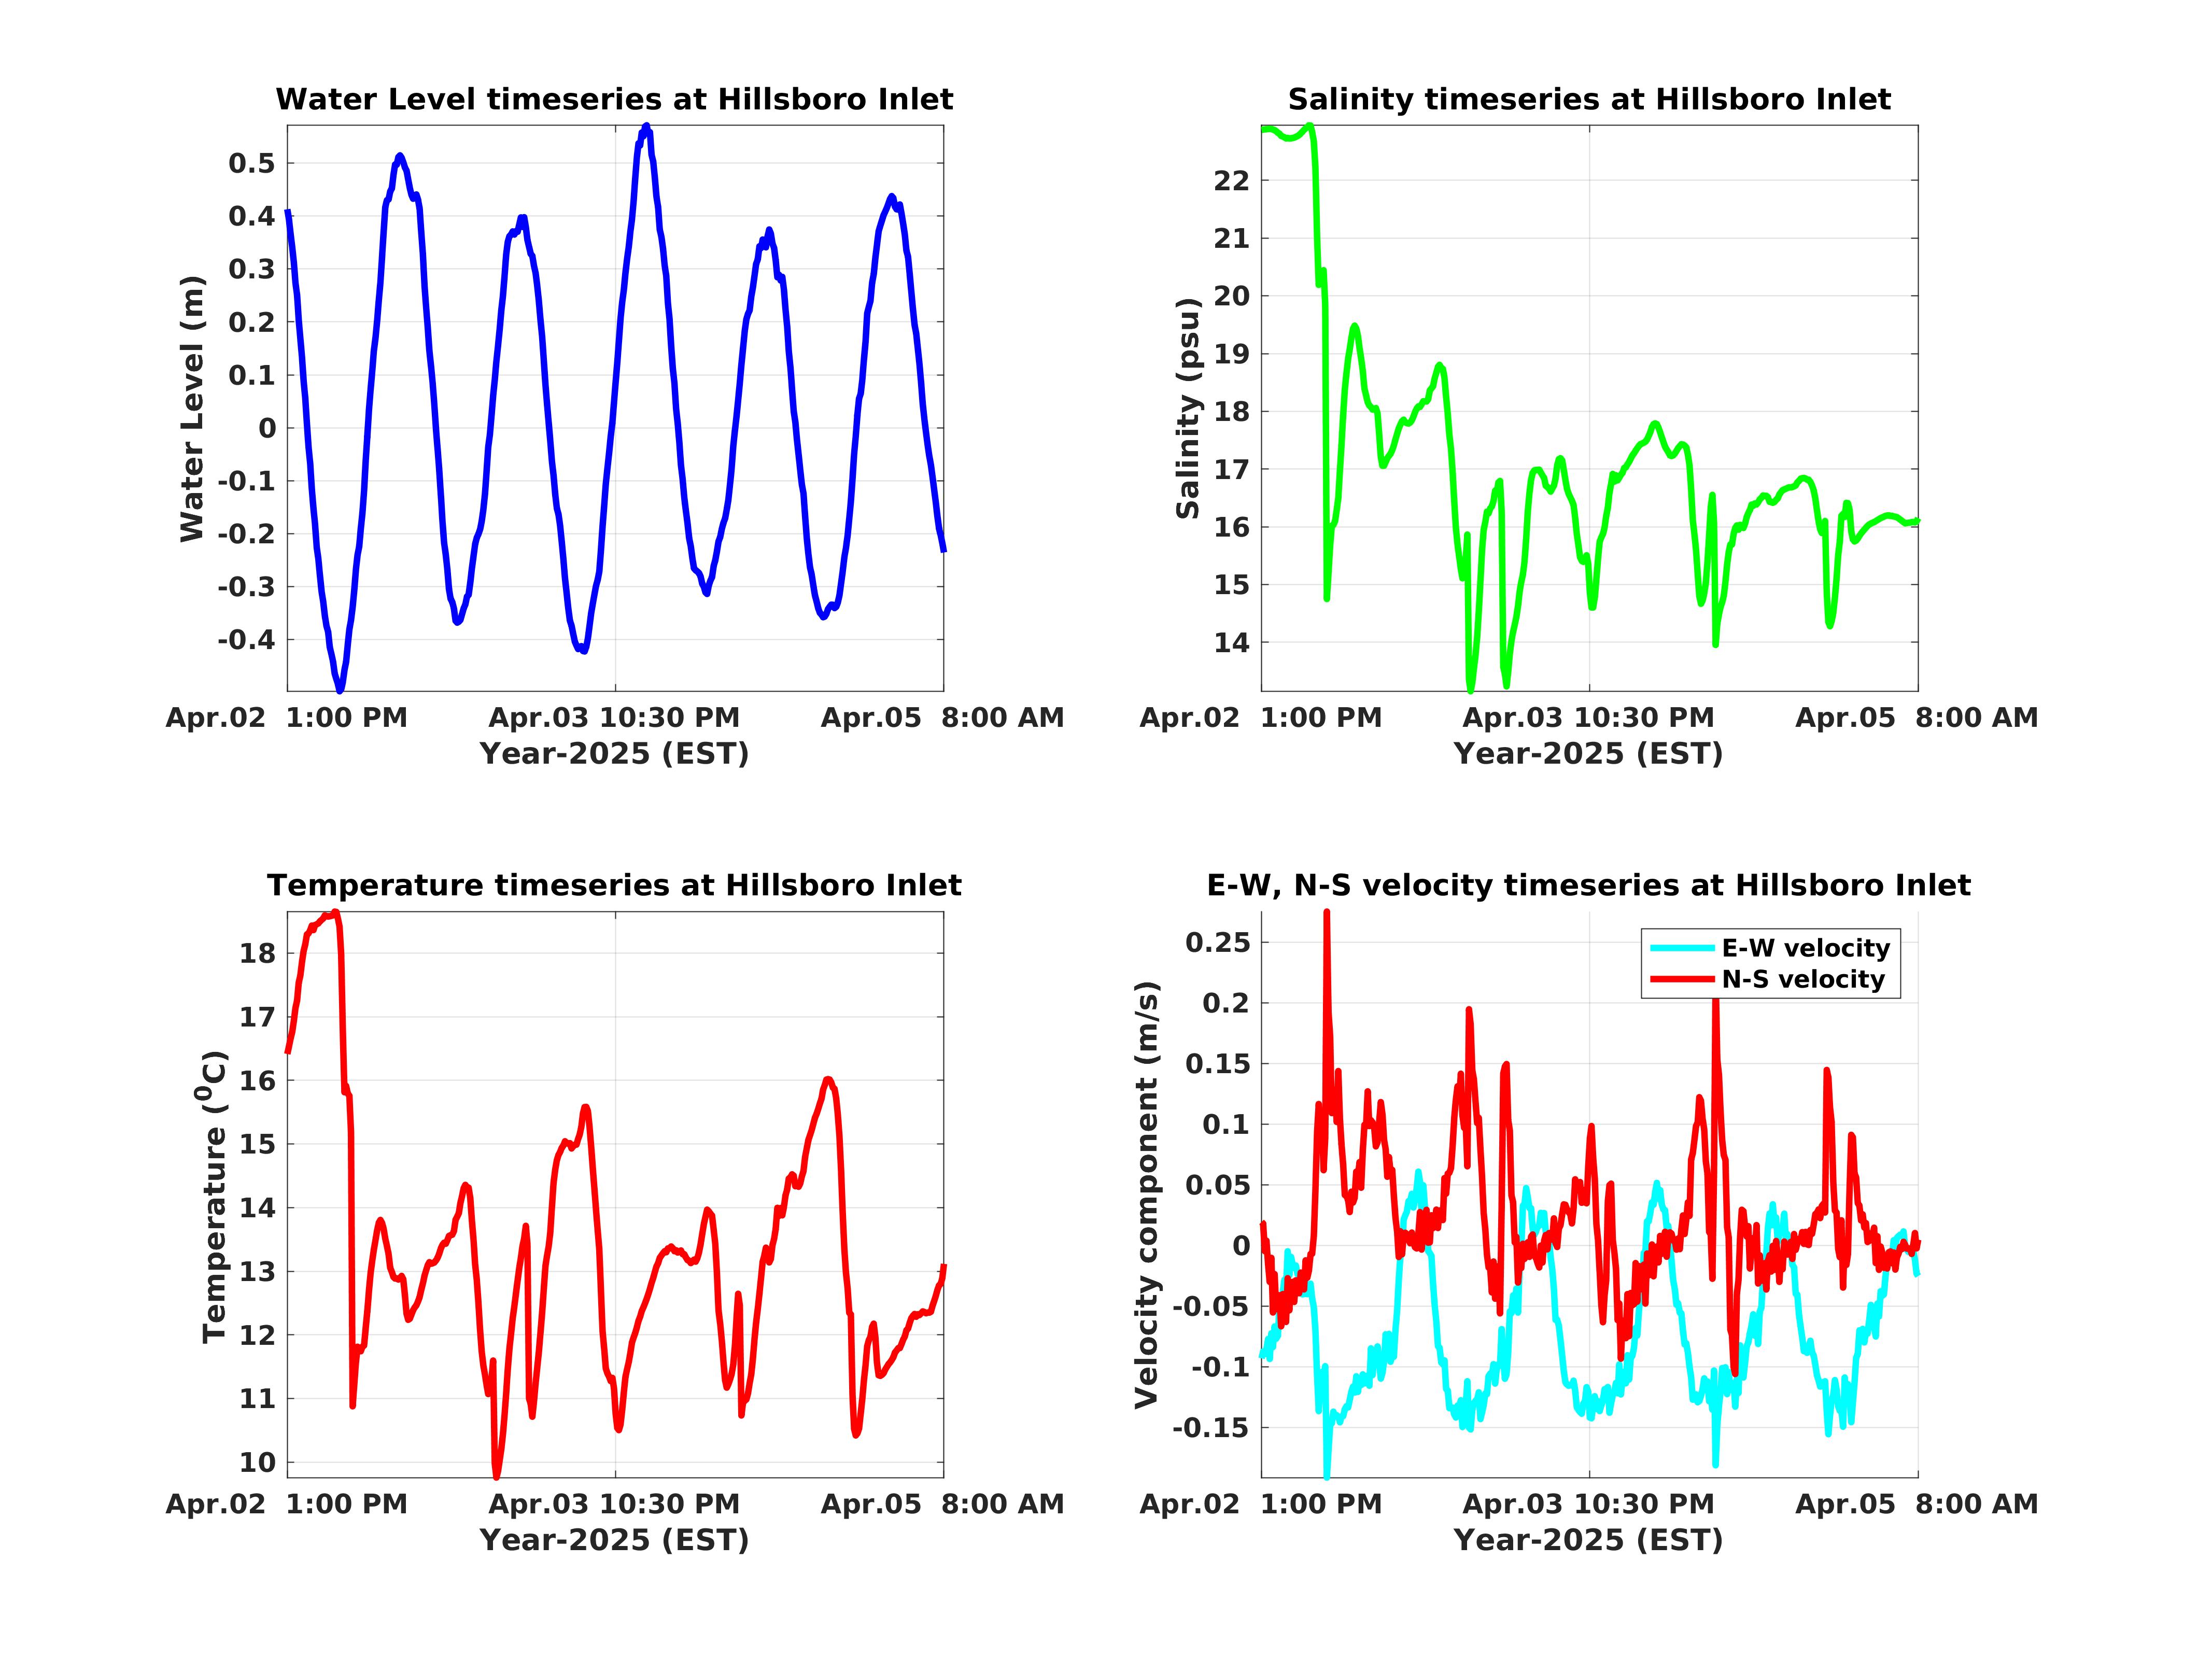 Water Level timeseries at Hillsboro Inlet
0.5
0.4
0.3
0.2
0.1
0
-0.1
-0.2
-0.3
-0.4
Water Level (m)
Apr.02 1:00 PM Apr.03 10:30 PM Apr.05 8:00 AM
Year-2025 (EST)
Salinity timeseries at Hillsboro Inlet
22
21
20
19
18
17
16
15
14
Salinity (psu)
Apr.02 1:00 PM Apr.03 10:30 PM Apr.05 8:00 AM
Year-2025 (EST)
Temperature timeseries at Hillsboro Inlet
18
17
16
15
14
13
12
11
10
Temperature (⁰C)
Apr.02 1:00 PM Apr.03 10:30 PM Apr.05 8:00 AM
Year-2025 (EST)
E-W, N-S velocity timeseries at Hillsboro Inlet
E-W velocity
N-S velocity
0.25
0.2
0.15
0.1
0.05
0
-0.05
-0.1
-0.15
Velocity component (m/s)
Apr.02 1:00 PM Apr.03 10:30 PM Apr.05 8:00 AM
Year-2025 (EST)